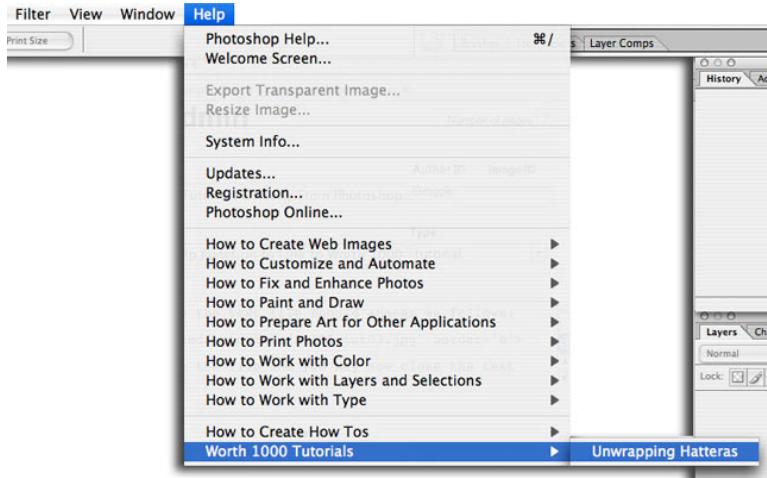 Filter View Window Help
Print Size
Layer Comps
Photoshop Help... ⌘/
Welcome Screen...
Export Transparent Image...
Resize Image...
System Info...
Updates...
Registration...
Photoshop Online...
How to Create Web Images
How to Customize and Automate
How to Fix and Enhance Photos
How to Paint and Draw
How to Prepare Art for Other Applications
How to Print Photos
How to Work with Color
How to Work with Layers and Selections
How to Work with Type
How to Create How Tos
Worth 1000 Tutorials
Unwrapping Hatteras
History
Layers
Normal
Lock: